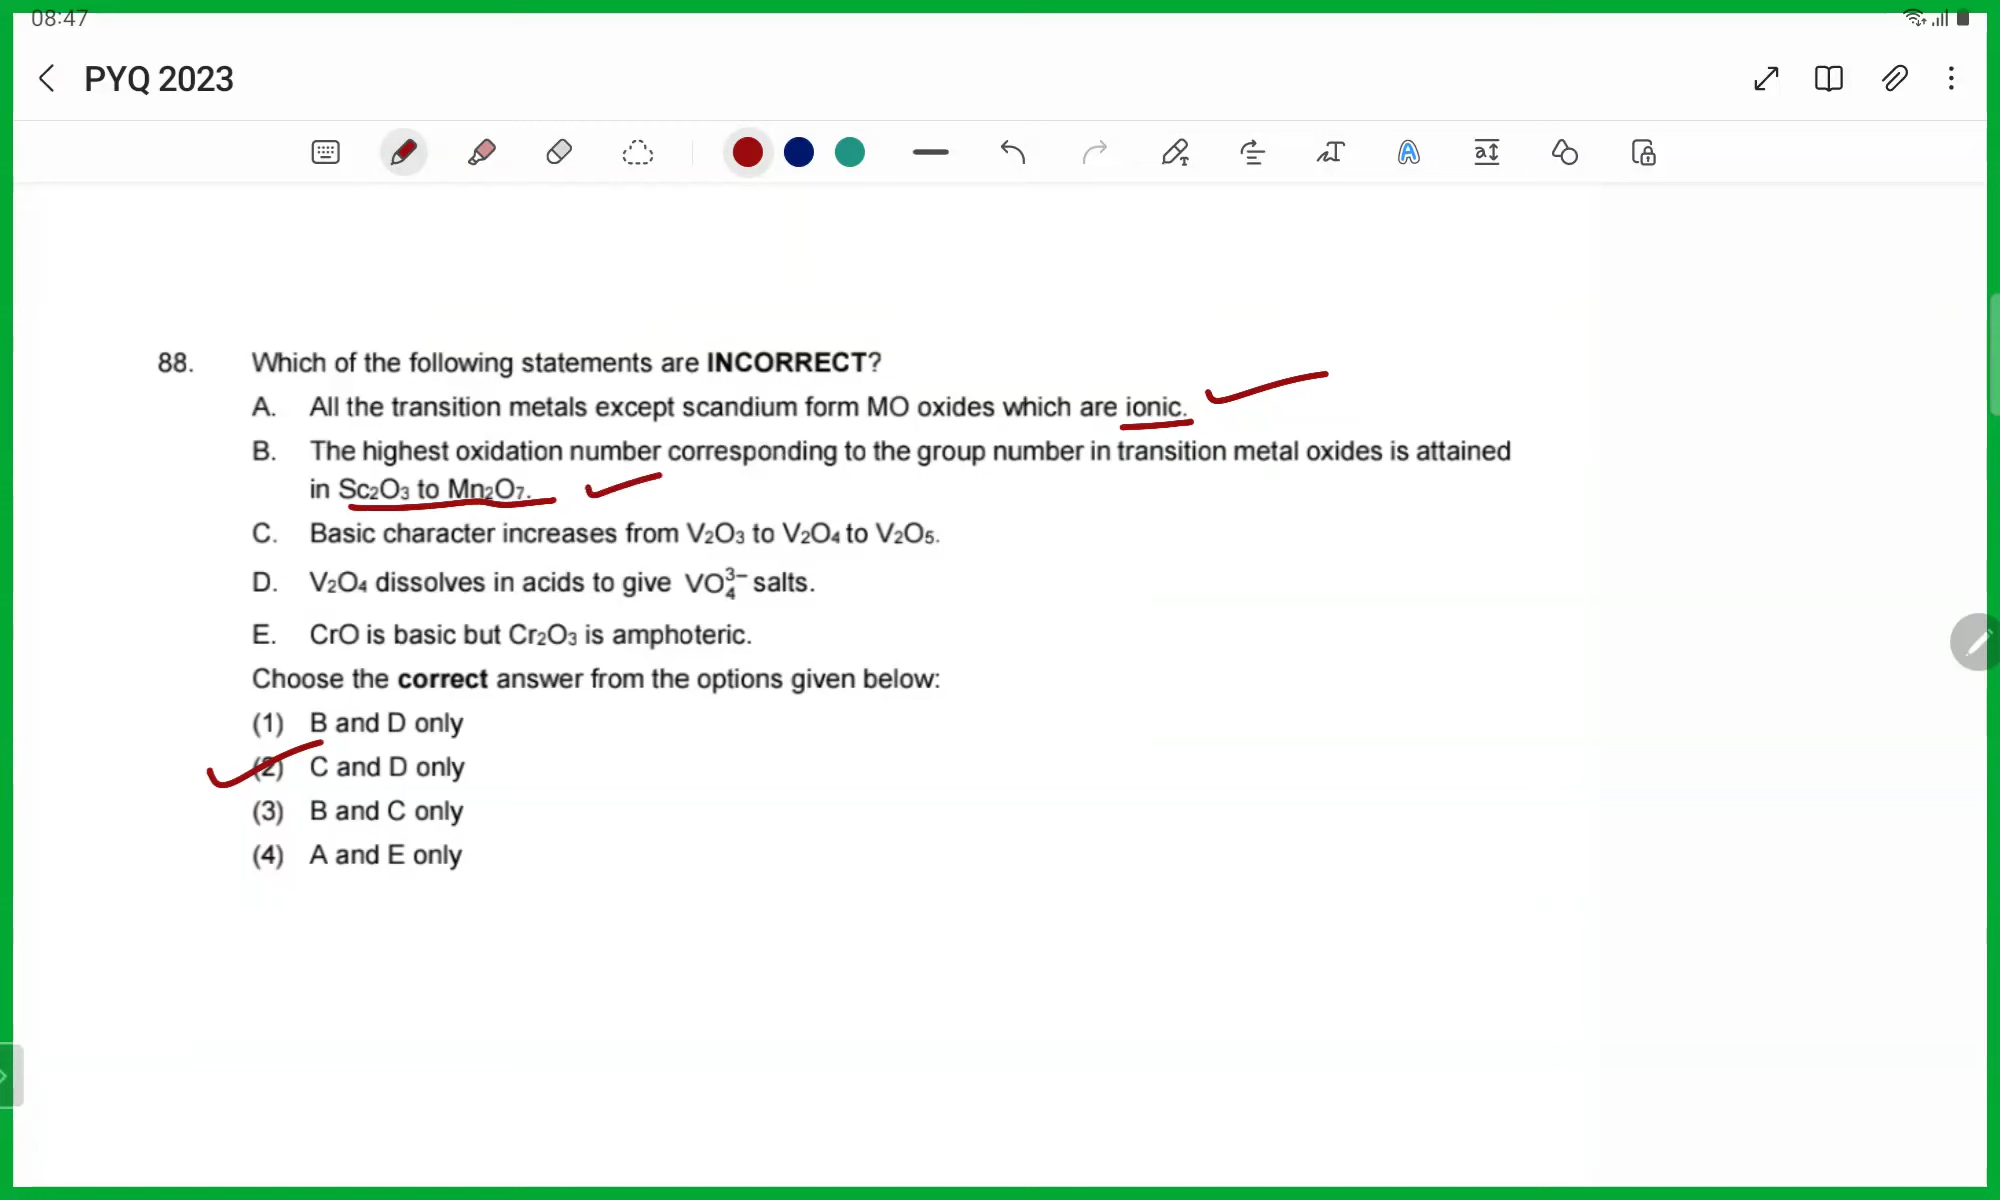 08:47
PYQ 2023
88. Which of the following statements are INCORRECT?
A. All the transition metals except scandium form MO oxides which are ionic.
B. The highest oxidation number corresponding to the group number in transition metal oxides is attained
in Sc₂O₃ to Mn₂O₇.
C. Basic character increases from V₂O₃ to V₂O₄ to V₂O₅.
D. V₂O₄ dissolves in acids to give VO₄³⁻ salts.
E. CrO is basic but Cr₂O₃ is amphoteric.
Choose the correct answer from the options given below:
(1) B and D only
(2) C and D only
(3) B and C only
(4) A and E only